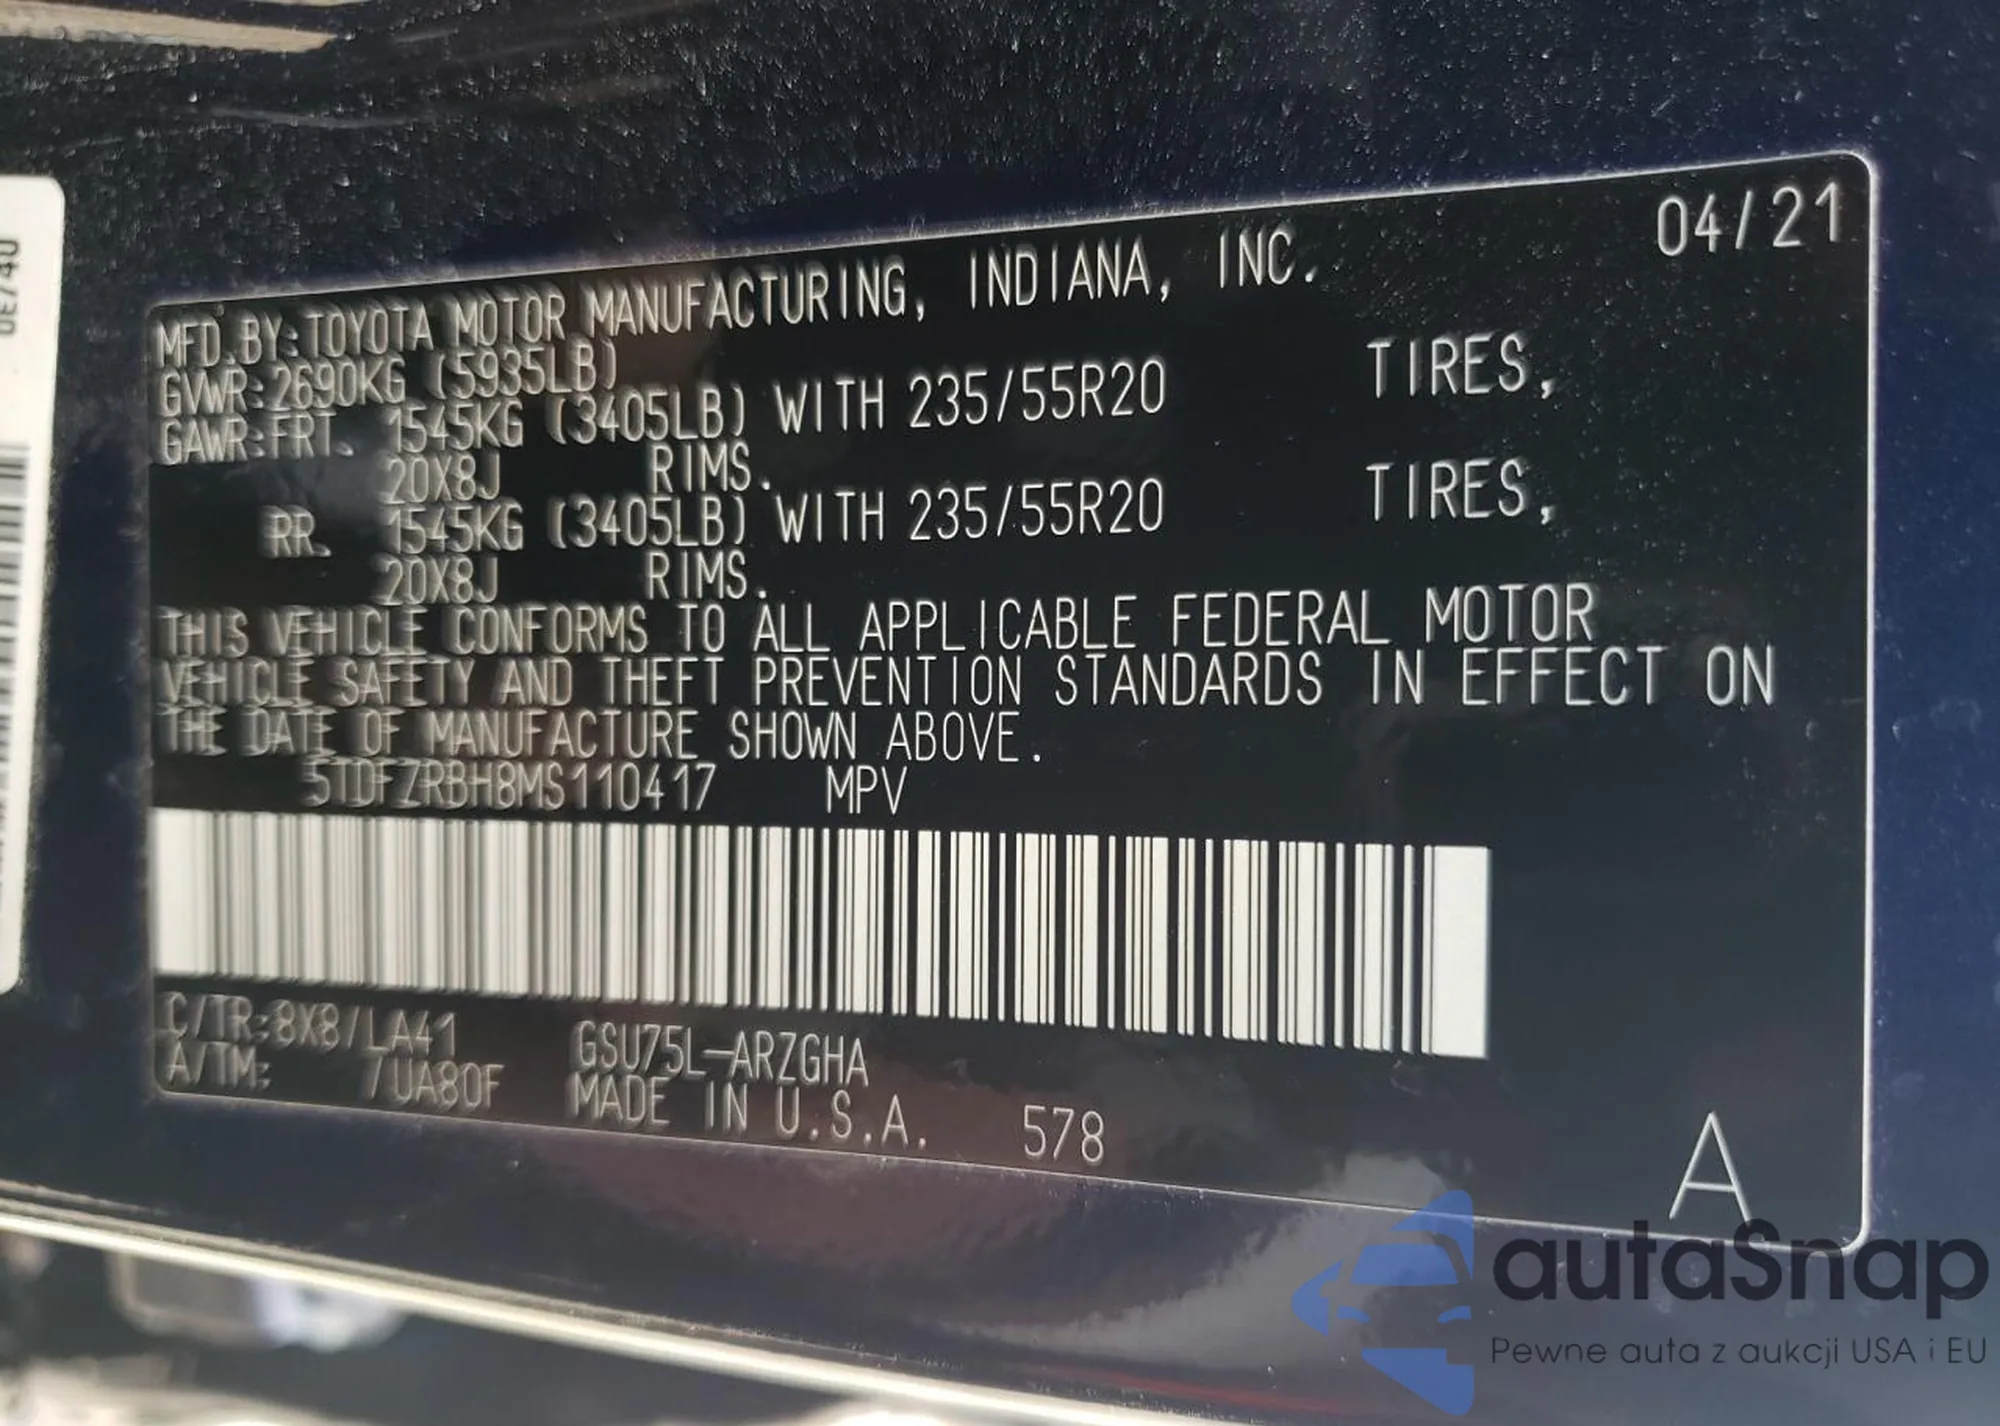 04/21
MFD.BY:TOYOTA MOTOR MANUFACTURING, INDIANA, INC.
GVWR:2690KG (5935LB)
GAWR:FRT. 1545KG (3405LB) WITH 235/55R20 TIRES,
20X8J RIMS.
RR. 1545KG (3405LB) WITH 235/55R20 TIRES,
20X8J RIMS.
THIS VEHICLE CONFORMS TO ALL APPLICABLE FEDERAL MOTOR
VEHICLE SAFETY AND THEFT PREVENTION STANDARDS IN EFFECT ON
THE DATE OF MANUFACTURE SHOWN ABOVE.
5TDFZRBH8MS110417 MPV
C/TR:8X8/LA41 GSU75L-ARZGHA
A/TM: /UA80F MADE IN U.S.A. 578
A
autaSnap
Pewne auta z aukcji USA i EU